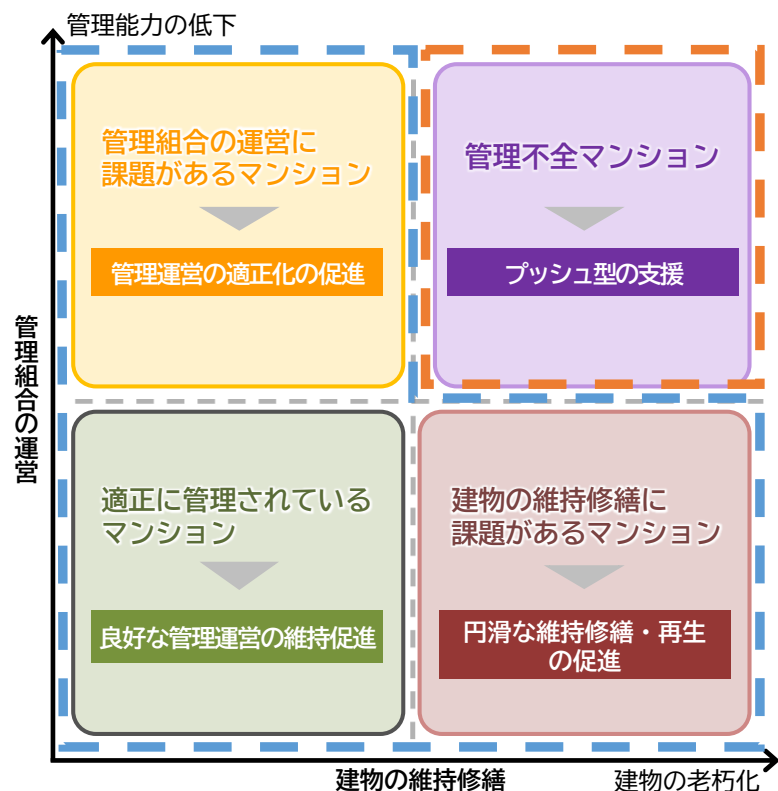 管理能力の低下
管理組合の運営に
課題があるマンション
管理運営の適正化の促進
管理不全マンション
プッシュ型の支援
管理組合の運営
適正に管理されている
マンション
良好な管理運営の維持促進
建物の維持修繕に
課題があるマンション
円滑な維持修繕・再生
の促進
建物の維持修繕
建物の老朽化